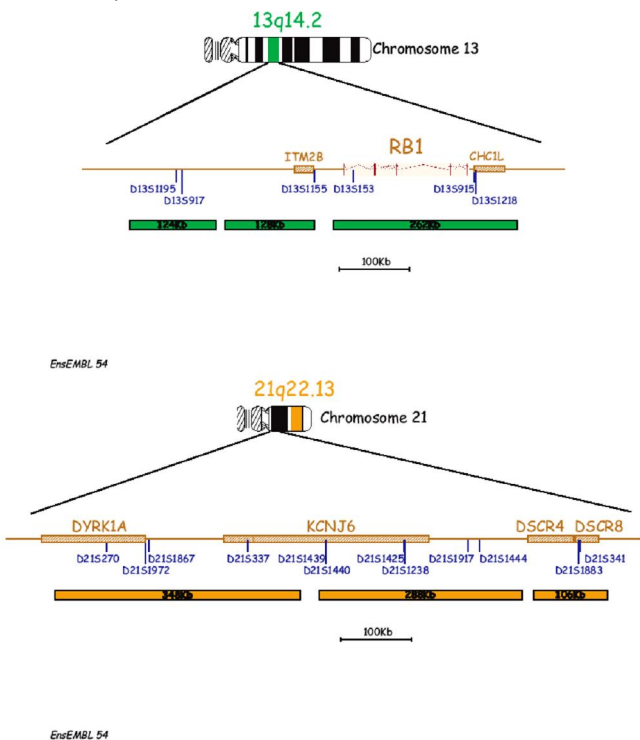 13q14.2
Chromosome 13
ITM2B RB1 CHC1L
D13S1195 D13S1155 D13S153 D13S915
D13S917 D13S1218
124Kb 128Kb 262Kb
100Kb
EnsEMBL 54
21q22.13
Chromosome 21
DYRK1A KCNJ6 DSCR4 DSCR8
D21S270 D21S1867 D21S337 D21S1439 D21S1425 D21S1917 D21S1444 D21S341
D21S1972 D21S1440 D21S1238 D21S1883
348Kb 288Kb 106Kb
100Kb
EnsEMBL 54